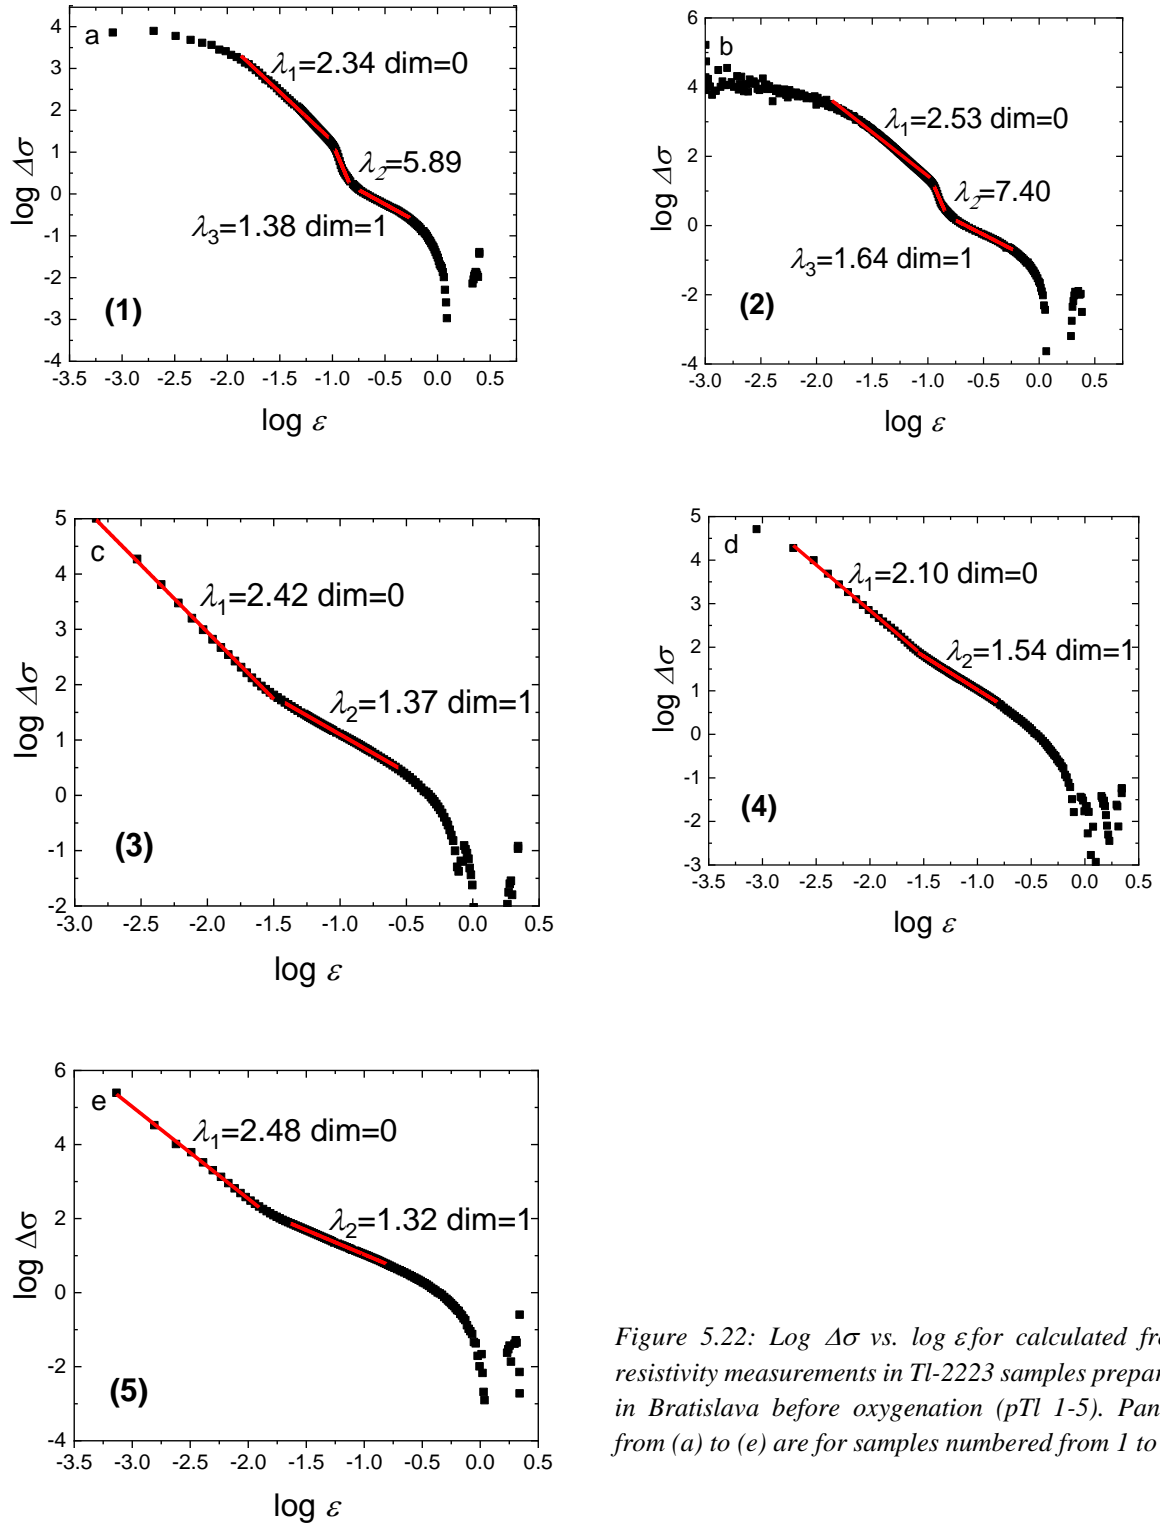 a
λ1=2.34 dim=0
λ2=5.89
λ3=1.38 dim=1
(1)
log Δσ
4
3
2
1
0
-1
-2
-3
-4
-3.5 -3.0 -2.5 -2.0 -1.5 -1.0 -0.5 0.0 0.5
log ε
b
λ1=2.53 dim=0
λ2=7.40
λ3=1.64 dim=1
(2)
log Δσ
6
4
2
0
-2
-4
-3.0 -2.5 -2.0 -1.5 -1.0 -0.5 0.0 0.5
log ε
c
λ1=2.42 dim=0
λ2=1.37 dim=1
(3)
log Δσ
5
4
3
2
1
0
-1
-2
-3.0 -2.5 -2.0 -1.5 -1.0 -0.5 0.0 0.5
log ε
d
λ1=2.10 dim=0
λ2=1.54 dim=1
(4)
log Δσ
5
4
3
2
1
0
-1
-2
-3
-3.5 -3.0 -2.5 -2.0 -1.5 -1.0 -0.5 0.0 0.5
log ε
e
λ1=2.48 dim=0
λ2=1.32 dim=1
(5)
log Δσ
6
4
2
0
-2
-4
-3.5 -3.0 -2.5 -2.0 -1.5 -1.0 -0.5 0.0 0.5
log ε
Figure 5.22: Log Δσ vs. log ε for calculated fr
resistivity measurements in Tl-2223 samples prepar
in Bratislava before oxygenation (pTl 1-5). Pan
from (a) to (e) are for samples numbered from 1 to